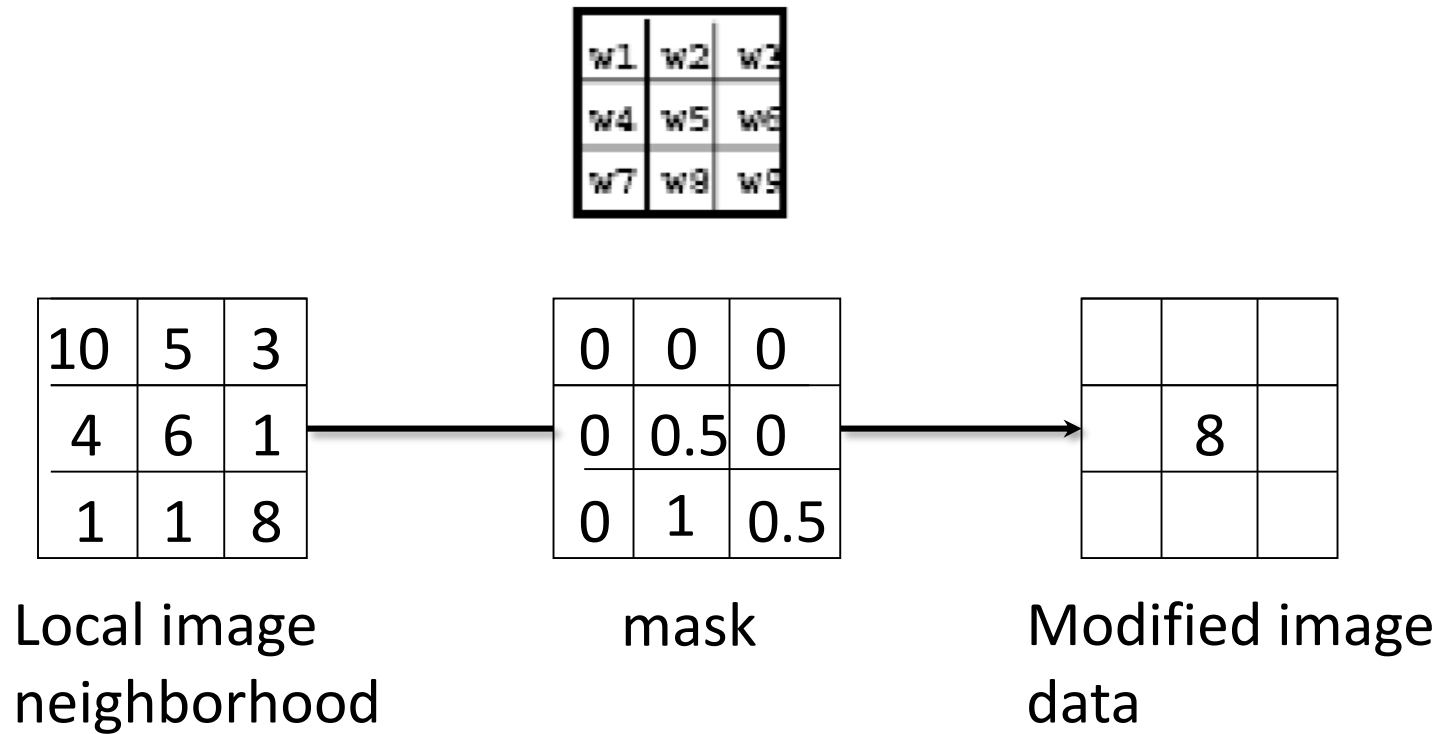 w1 w2 w3
w4 w5 w6
w7 w8 w9
10 5 3
4 6 1
1 1 8
0 0 0
0 0.5 0
0 1 0.5
8
Local image
neighborhood
mask
Modified image
data